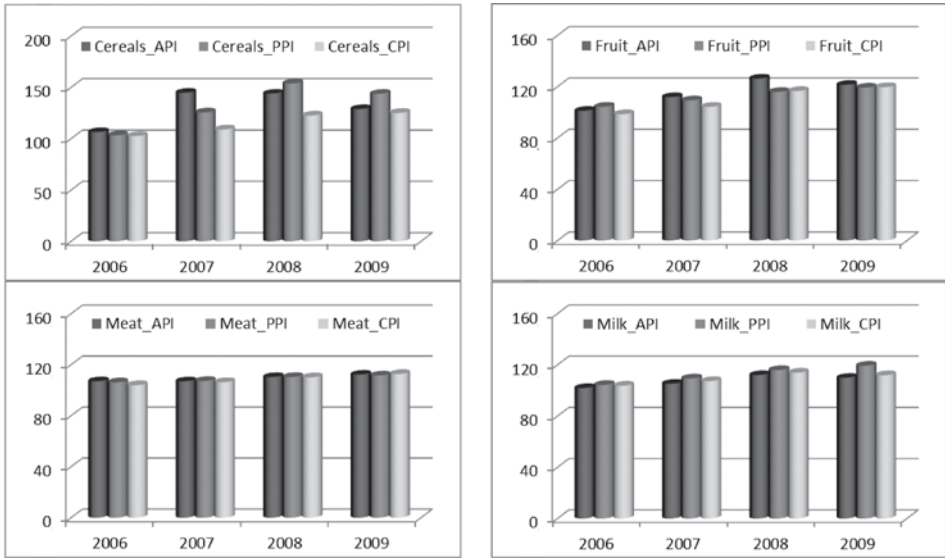 200
Cereals_API Cereals_PPI Cereals_CPI
150
100
50
0
2006 2007 2008 2009
160
Fruit_API Fruit_PPI Fruit_CPI
120
80
40
0
2006 2007 2008 2009
160
Meat_API Meat_PPI Meat_CPI
120
80
40
0
2006 2007 2008 2009
160
Milk_API Milk_PPI Milk_CPI
120
80
40
0
2006 2007 2008 2009